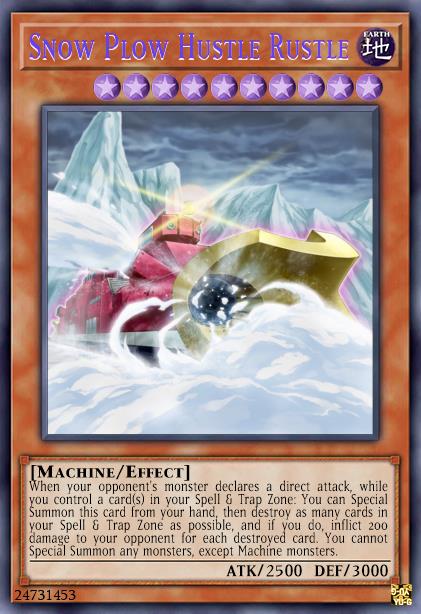 Snow Plow Hustle Rustle
EARTH
地
[Machine/Effect]
When your opponent's monster declares a direct attack, while
you control a card(s) in your Spell & Trap Zone: You can Special
Summon this card from your hand, then destroy as many cards in
your Spell & Trap Zone as possible, and if you do, inflict 200
damage to your opponent for each destroyed card. You cannot
Special Summon any monsters, except Machine monsters.
ATK/2500 DEF/3000
24731453